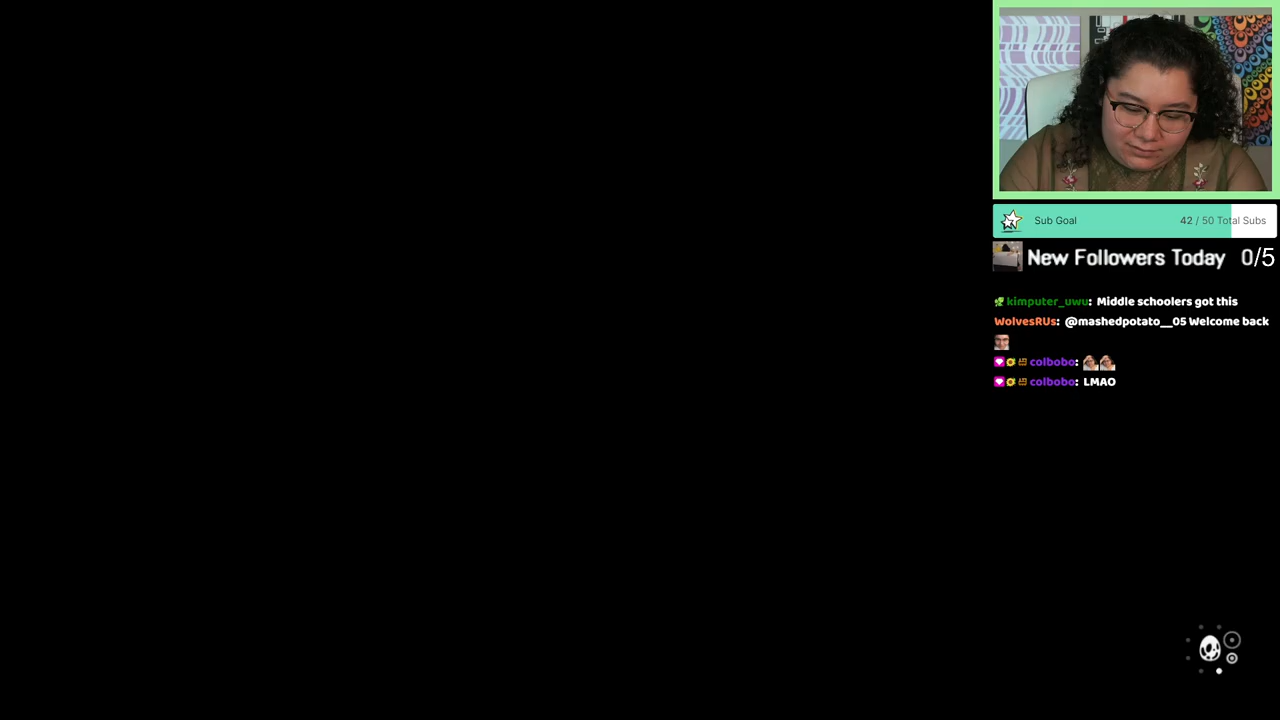 Sub Goal 42 / 50 Total Subs
New Followers Today 0/5
kimputer_uwu: Middle schoolers got this
WolvesRUs: @mashedpotato__05 Welcome back
colbobo:
colbobo: LMAO